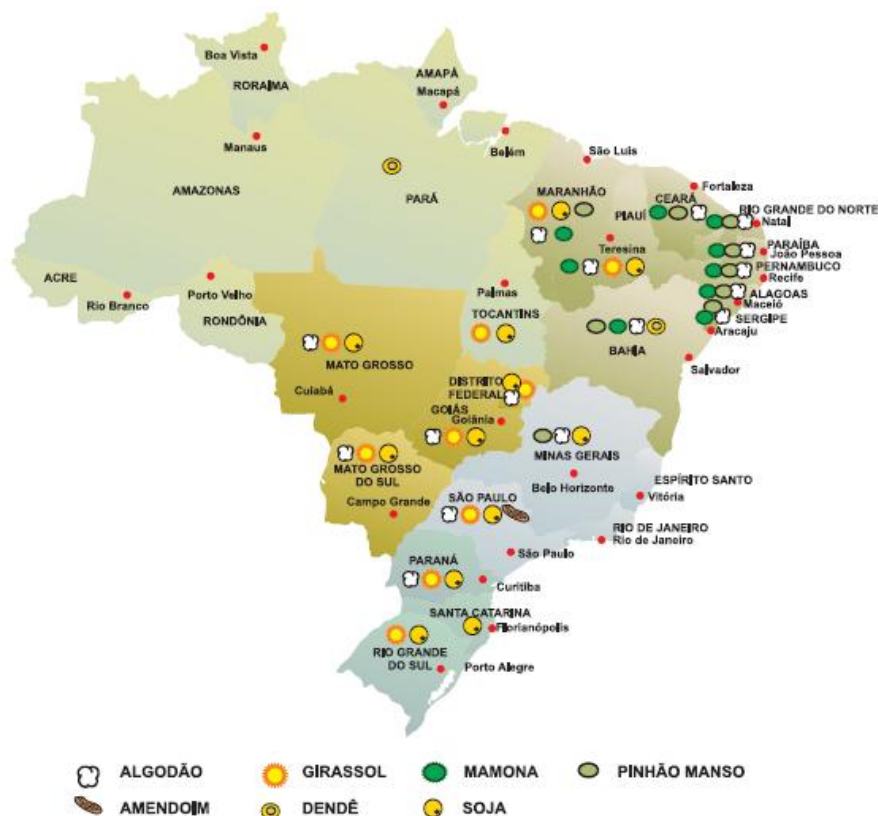 Boa Vista
RORAIMA
AMAPÁ
Macapá
Manaus
Belém
São Luis
AMAZONAS
PARÁ
MARANHÃO
Fortaleza
CEARÁ
PIAUÍ
RIO GRANDE DO NORTE
Natal
Teresina
PARAÍBA
João Pessoa
PERNAMBUCO
Recife
ACRE
Rio Branco
Porto Velho
RONDÔNIA
Palmas
TOCANTINS
ALAGOAS
Maceió
SERGIPE
Aracaju
BAHIA
Salvador
MATO GROSSO
Cuiabá
DISTRITO
FEDERAL
GOIÁS
Goiânia
MINAS GERAIS
Belo Horizonte
ESPÍRITO SANTO
Vitória
MATO GROSSO
DO SUL
Campo Grande
SÃO PAULO
São Paulo
RIO DE JANEIRO
Rio de Janeiro
PARANÁ
Curitiba
SANTA CATARINA
Florianópolis
RIO GRANDE
DO SUL
Porto Alegre
ALGODÃO
GIRASSOL
MAMONA
PINHÃO MANSO
AMENDOIM
DENDÊ
SOJA